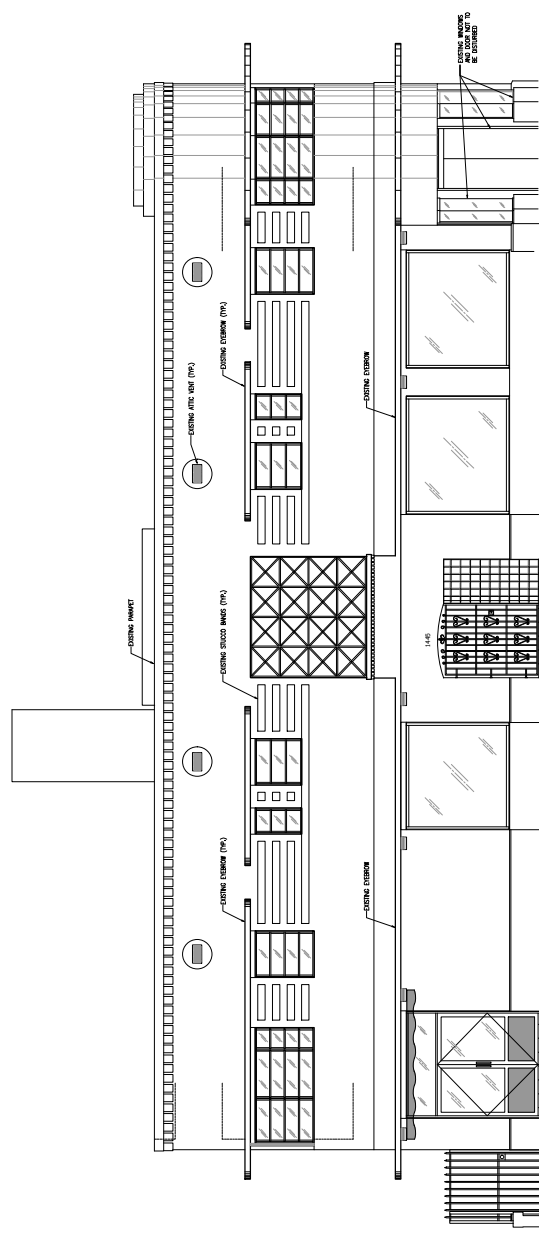 EXISTING PARAPET
EXISTING ATTIC VENT (TYP.)
EXISTING EYEBROW (TYP.)
EXISTING STUCCO BANDS (TYP.)
EXISTING EYEBROW (TYP.)
EXISTING EYEBROW
EXISTING EYEBROW
1445
EXISTING WINDOWS
AND DOOR NOT TO
BE DISTURBED